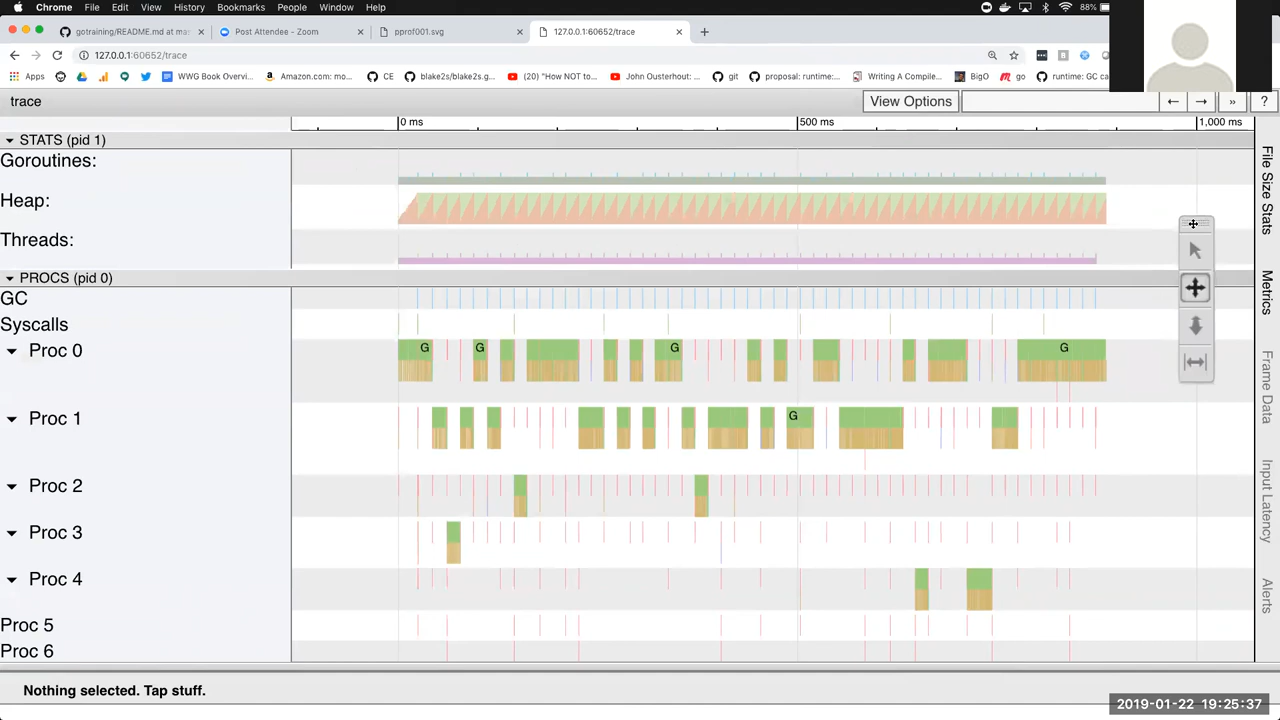 Chrome File Edit View History Bookmarks People Window Help 88%
gotraining/README.md at mas Post Attendee - Zoom pprof01.svg 127.0.0.1:60652/trace
127.0.0.1:60652/trace
Apps WWG Book Overvi... Amazon.com: mo... CE blake2s/blake2s.g... (20) "How NOT to... John Ousterhout:... git proposal: runtime:... Writing A Compile... BigO go runtime: GC ca
trace View Options ← → » ?
0 ms 500 ms 1,000 ms
STATS (pid 1)
Goroutines:
Heap:
Threads:
PROCS (pid 0)
GC
Syscalls
Proc 0 G G G G
Proc 1 G
Proc 2
Proc 3
Proc 4
Proc 5
Proc 6
File Size Stats
Metrics
Frame Data
Input Latency
Alerts
Nothing selected. Tap stuff.
2019-01-22 19:25:37